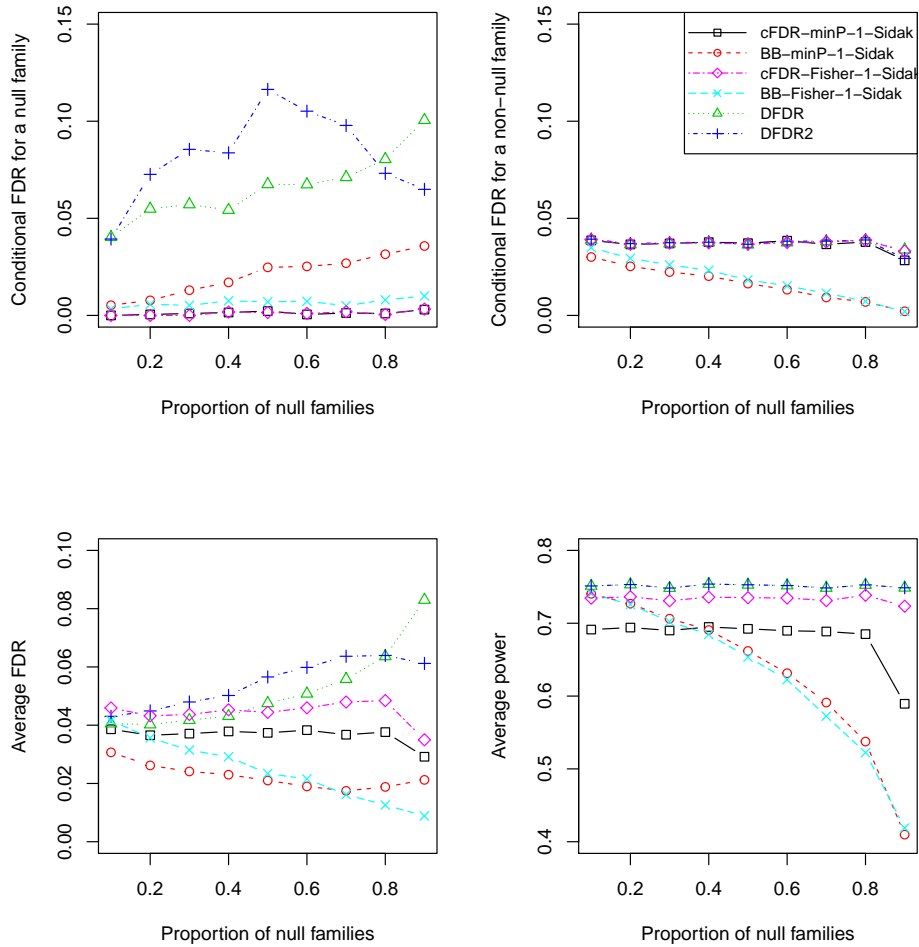 Conditional FDR for a null family
0.00 0.05 0.10 0.15
0.2 0.4 0.6 0.8
Proportion of null families
Conditional FDR for a non−null family
0.00 0.05 0.10 0.15
0.2 0.4 0.6 0.8
Proportion of null families
cFDR−minP−1−Sidak
BB−minP−1−Sidak
cFDR−Fisher−1−Sidak
BB−Fisher−1−Sidak
DFDR
DFDR2
Average FDR
0.00 0.02 0.04 0.06 0.08 0.10
0.2 0.4 0.6 0.8
Proportion of null families
Average power
0.4 0.5 0.6 0.7 0.8
0.2 0.4 0.6 0.8
Proportion of null families